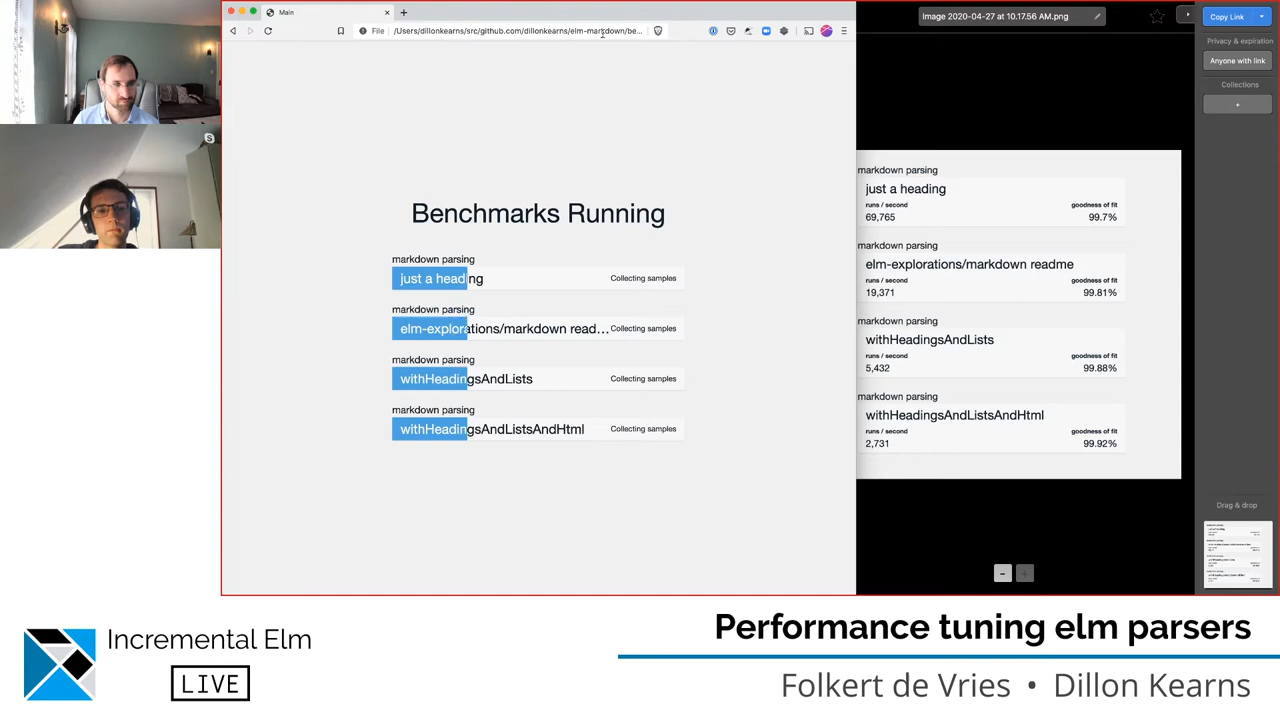 Main
File
/Users/dillonkearns/src/github.com/dillonkearns/elm-markdown/be...
Benchmarks Running
markdown parsing
just a heading
Collecting samples
markdown parsing
elm-explorations/markdown read...
Collecting samples
markdown parsing
withHeadingsAndLists
Collecting samples
markdown parsing
withHeadingsAndListsAndHtml
Collecting samples
Image 2020-04-27 at 10.17.56 AM.png
markdown parsing
just a heading
runs / second goodness of fit
69,765 99.7%
markdown parsing
elm-explorations/markdown readme
runs / second goodness of fit
19,371 99.81%
markdown parsing
withHeadingsAndLists
runs / second goodness of fit
5,432 99.88%
markdown parsing
withHeadingsAndListsAndHtml
runs / second goodness of fit
2,731 99.92%
Copy Link
Privacy & expiration
Anyone with link
Collections
+
Drag & drop
Incremental Elm
LIVE
Performance tuning elm parsers
Folkert de Vries • Dillon Kearns